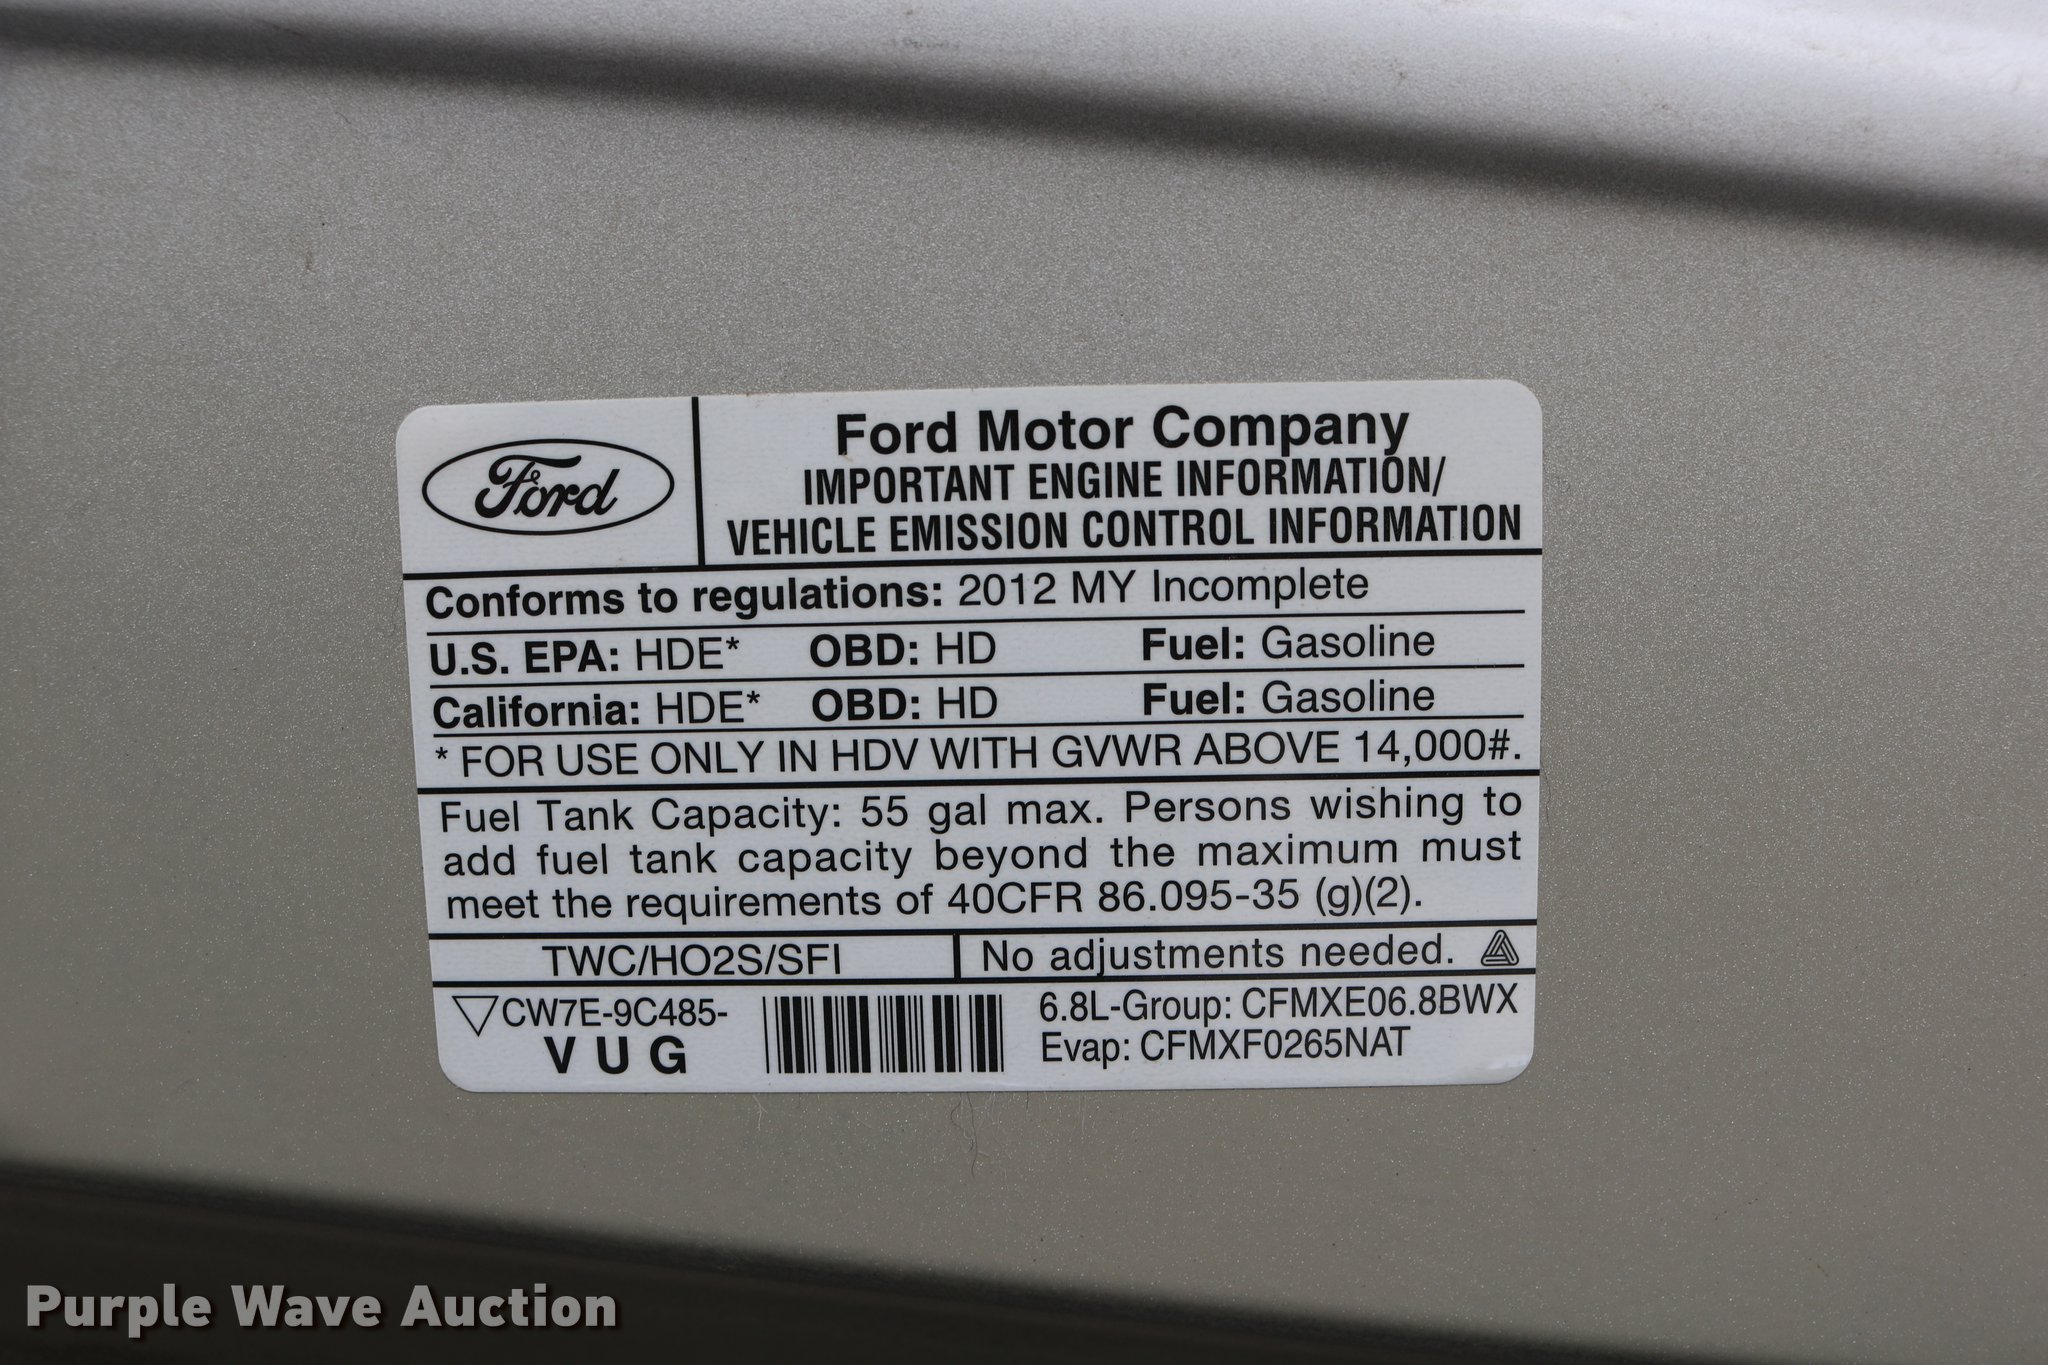 Ford
Ford Motor Company
IMPORTANT ENGINE INFORMATION/
VEHICLE EMISSION CONTROL INFORMATION
Conforms to regulations: 2012 MY Incomplete
U.S. EPA: HDE* OBD: HD Fuel: Gasoline
California: HDE* OBD: HD Fuel: Gasoline
* FOR USE ONLY IN HDV WITH GVWR ABOVE 14,000#.
Fuel Tank Capacity: 55 gal max. Persons wishing to
add fuel tank capacity beyond the maximum must
meet the requirements of 40CFR 86.095-35 (g)(2).
TWC/HO2S/SFI No adjustments needed.
CW7E-9C485-
VUG
6.8L-Group: CFMXE06.8BWX
Evap: CFMXF0265NAT
Purple Wave Auction